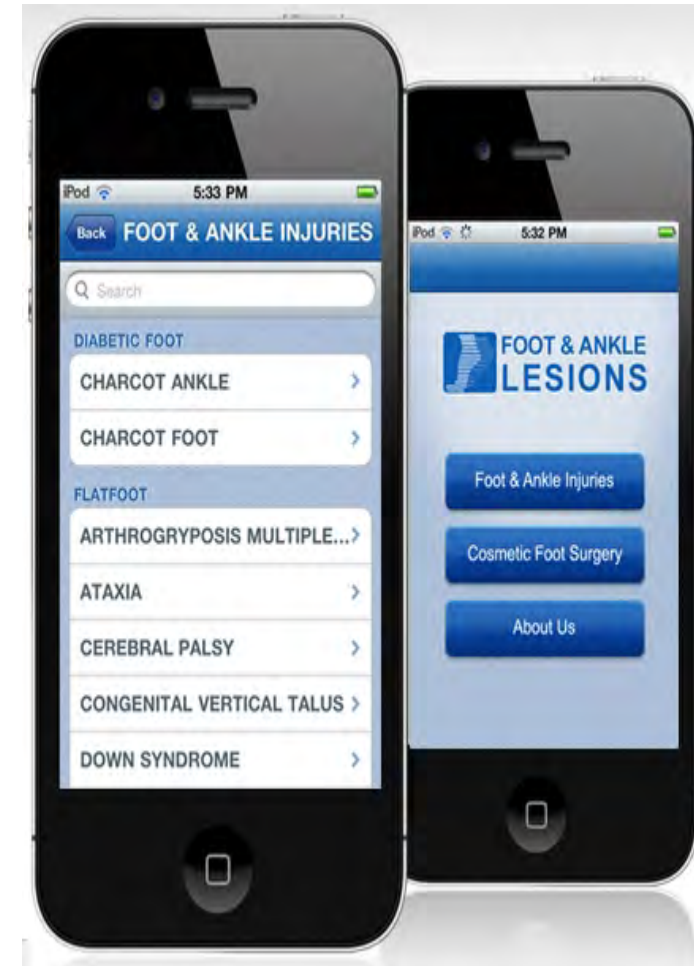 iPod 5:33 PM
Back FOOT & ANKLE INJURIES
Search
DIABETIC FOOT
CHARCOT ANKLE
CHARCOT FOOT
FLATFOOT
ARTHROGRYPOSIS MULTIPLE...
ATAXIA
CEREBRAL PALSY
CONGENITAL VERTICAL TALUS
DOWN SYNDROME
iPod 5:32 PM
FOOT & ANKLE
LESIONS
Foot & Ankle Injuries
Cosmetic Foot Surgery
About Us